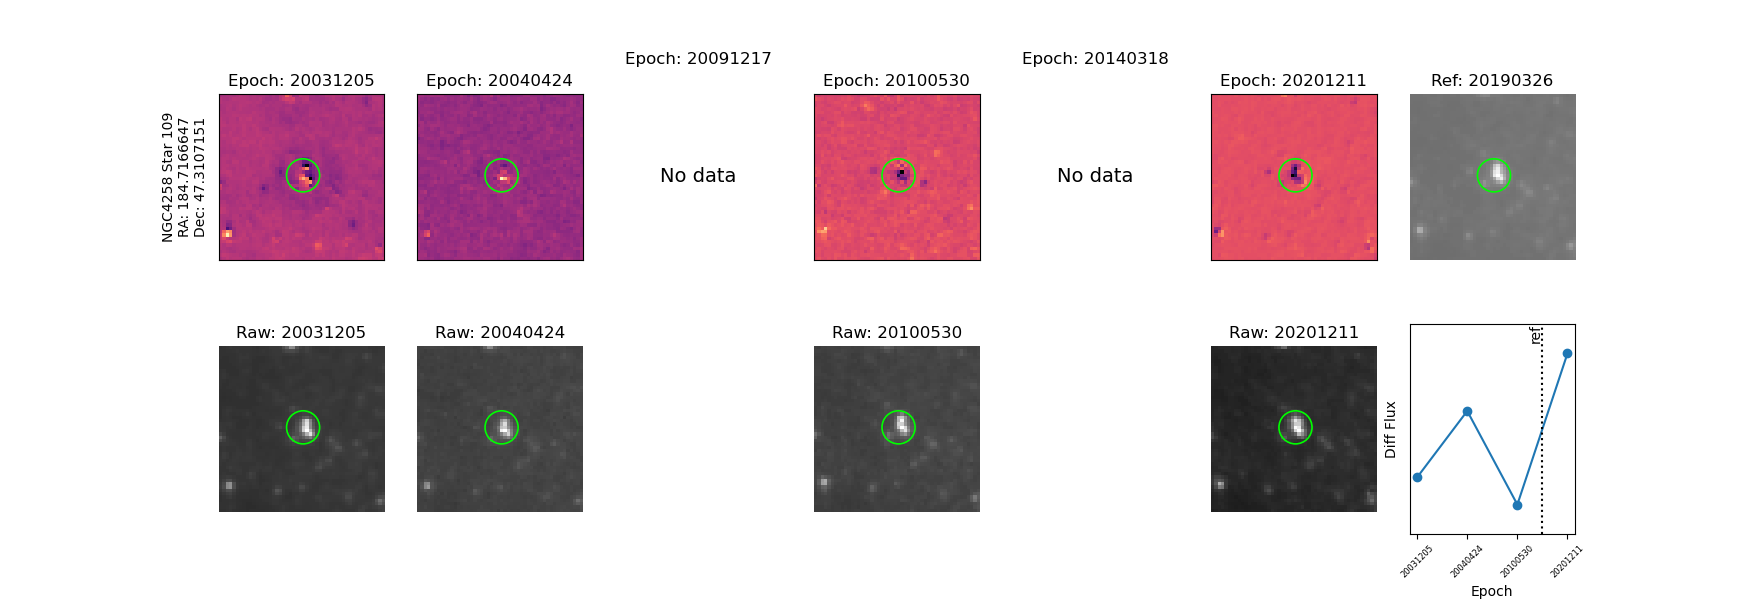 Epoch: 20091217
Epoch: 20140318
Epoch: 20031205
Epoch: 20040424
Epoch: 20100530
Epoch: 20201211
Ref: 20190326
NGC4258 Star 109
RA: 184.7166647
Dec: 47.3107151
No data
No data
Raw: 20031205
Raw: 20040424
Raw: 20100530
Raw: 20201211
ref
Diff Flux
20031205
20040424
20100530
20201211
Epoch